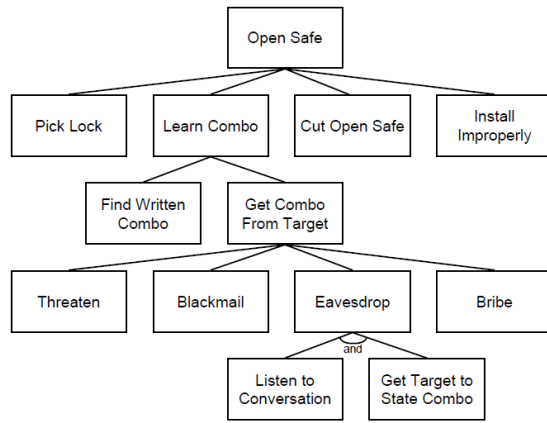 Open Safe
Pick Lock
Learn Combo
Cut Open Safe
Install
Improperly
Find Written
Combo
Get Combo
From Target
Threaten
Blackmail
Eavesdrop
Bribe
and
Listen to
Conversation
Get Target to
State Combo